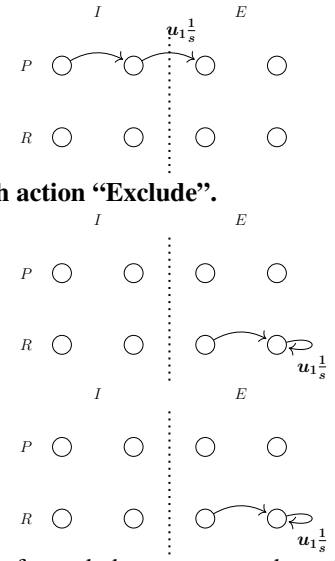 I E
u₁ 1/s
P
R
h action "Exclude".
I E
P
R
u₁ 1/s
I E
P
R
u₁ 1/s